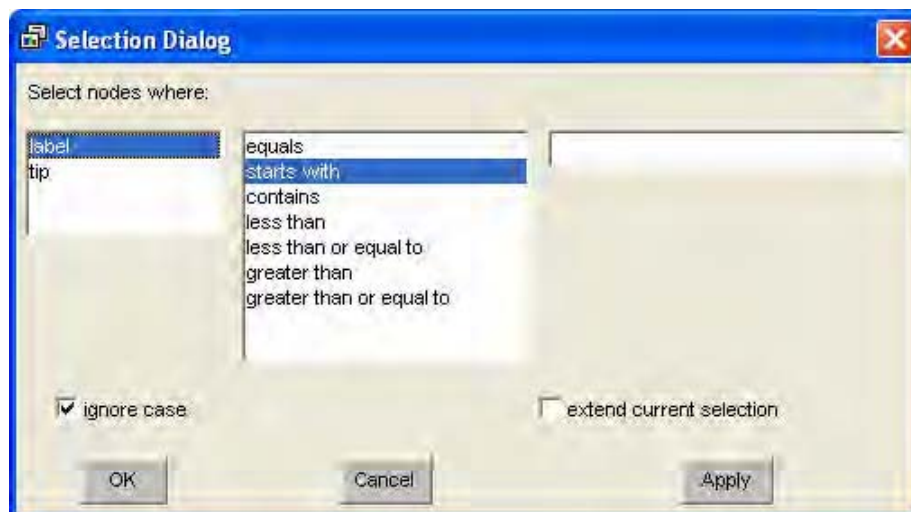 Selection Dialog
Select nodes where:
label
tip
equals
starts with
contains
less than
less than or equal to
greater than
greater than or equal to
ignore case
extend current selection
OK
Cancel
Apply